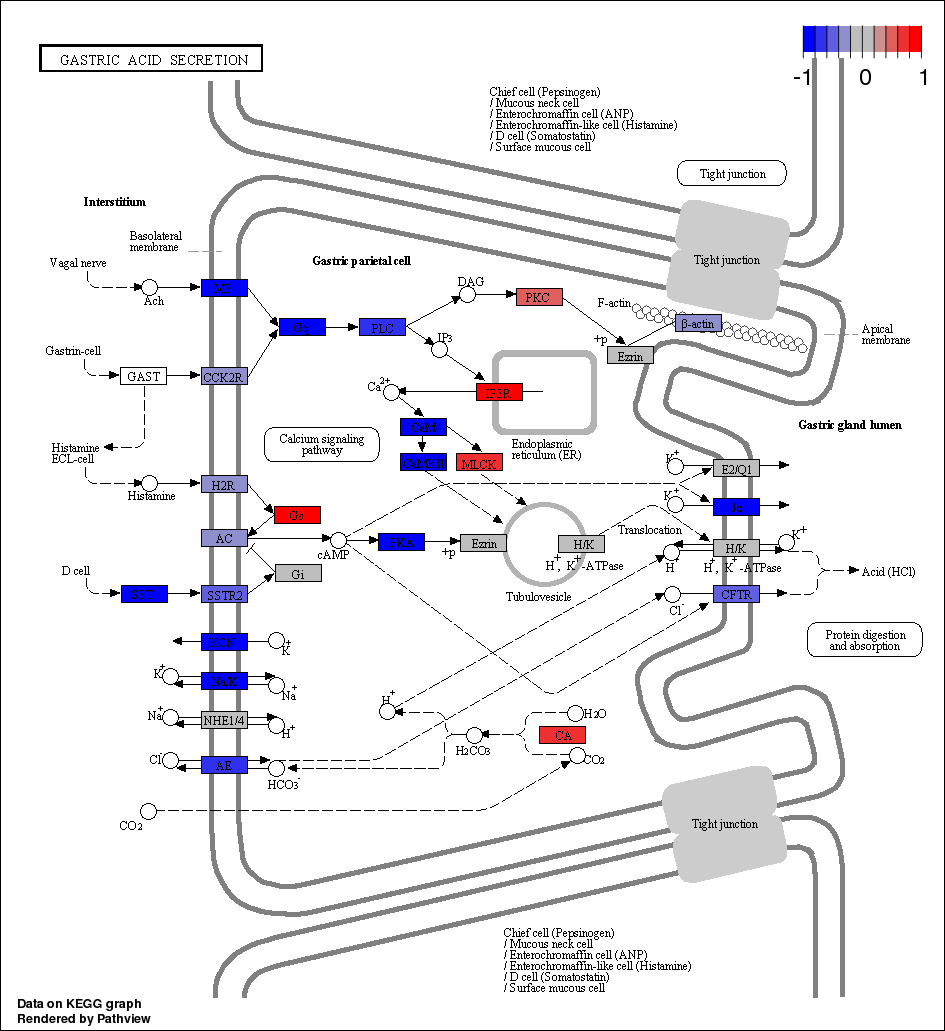 GASTRIC ACID SECRETION
-1 0 1
Chief cell (Pepsinogen)
/ Mucous neck cell
/ Enterochromaffin cell (ANP)
/ Enterochromaffin-like cell (Histamine)
/ D cell (Somatostatin)
/ Surface mucous cell
Tight junction
Interstitium
Basolateral
membrane
Gastric parietal cell
Tight junction
Vagal nerve
Ach
M3
DAG
PKC
F-actin
Gq
PLC
β-actin
IP3
+p
Ezrin
Apical
membrane
Gastrin-cell
GAST
CCK2R
Ca2+
IP3R
Gastric gland lumen
CaM
Calcium signaling
pathway
Endoplasmic
reticulum (ER)
Histamine
ECL-cell
CaMKII
MLCK
K+
E2/Q1
Histamine
H2R
K+
Jz
Gs
AC
cAMP
PKA
+p
Ezrin
H/K
H+, K+-ATPase
Translocation
H+
H/K
H+, K+-ATPase
K+
Gi
D cell
SST
SSTR2
Tubulovesicle
Cl-
CFTR
Acid (HCl)
KCN
K+
Protein digestion
and absorption
K+
Na/K
Na+
Na+
NHE1/4
H+
H+
H2O
H2CO3
CA
CO2
Cl-
AE
HCO3-
CO2
Tight junction
Chief cell (Pepsinogen)
/ Mucous neck cell
/ Enterochromaffin cell (ANP)
/ Enterochromaffin-like cell (Histamine)
/ D cell (Somatostatin)
/ Surface mucous cell
Data on KEGG graph
Rendered by Pathview